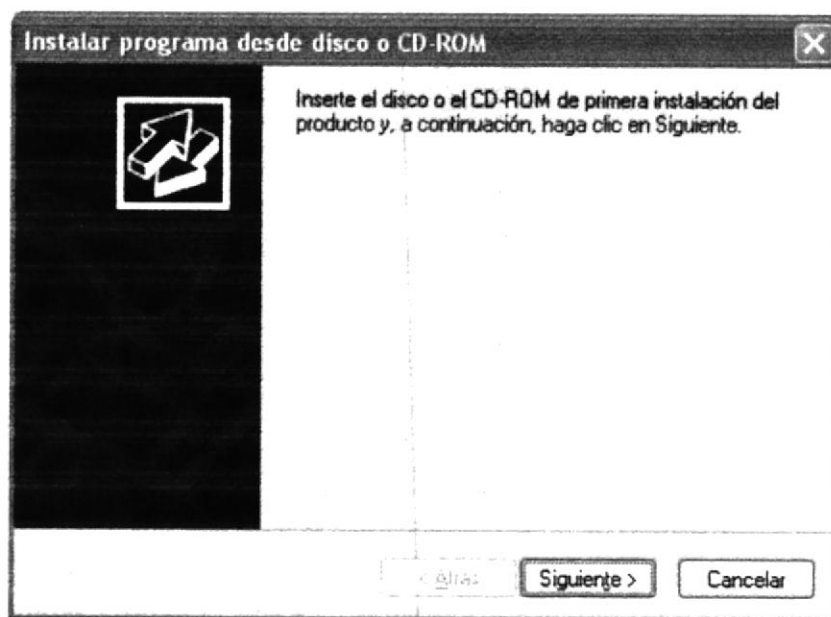 Instalar programa desde disco o CD-ROM
Inserte el disco o el CD-ROM de primera instalación del
producto y, a continuación, haga clic en Siguiente.
< Atrás
Siguiente >
Cancelar